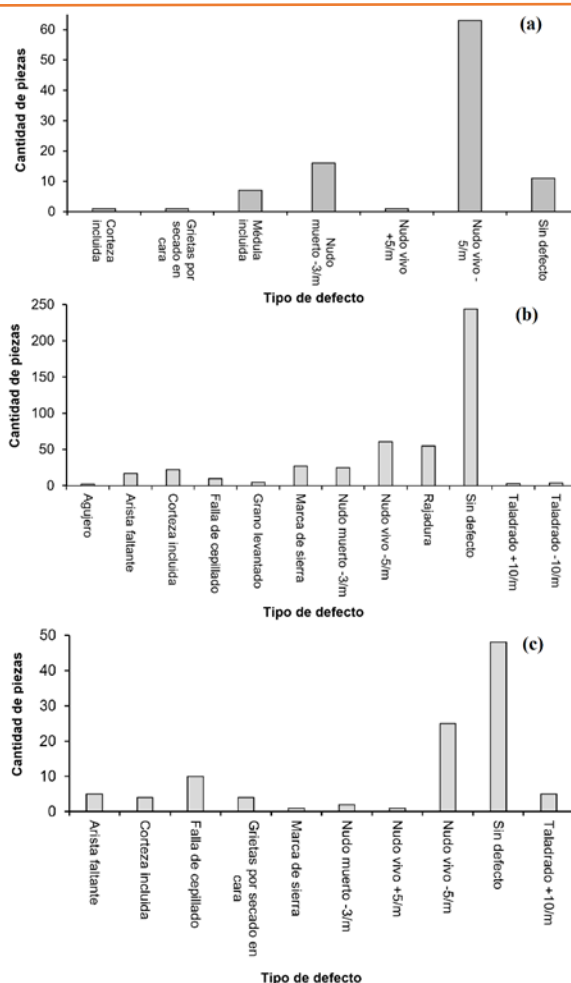 (a)
Cantidad de piezas
60
50
40
30
20
10
0
Corteza
incluida
Grietas por
secado en
cara
Médula
incluida
Nudo
muerto -3/m
Nudo vivo
+5/m
Nudo vivo -
5/m
Sin defecto
Tipo de defecto
(b)
Cantidad de piezas
250
200
150
100
50
0
Agujero
Arista faltante
Corteza incluida
Falla de cepillado
Grano levantado
Marca de sierra
Nudo muerto -3/m
Nudo vivo -5/m
Rajadura
Sin defecto
Taladrado +10/m
Taladrado -10/m
Tipo de defecto
(c)
Cantidad de piezas
50
40
30
20
10
0
Arista faltante
Corteza incluida
Falla de cepillado
Grietas por secado en
cara
Marca de sierra
Nudo muerto -3/m
Nudo vivo +5/m
Nudo vivo -5/m
Sin defecto
Taladrado +10/m
Tipo de defecto